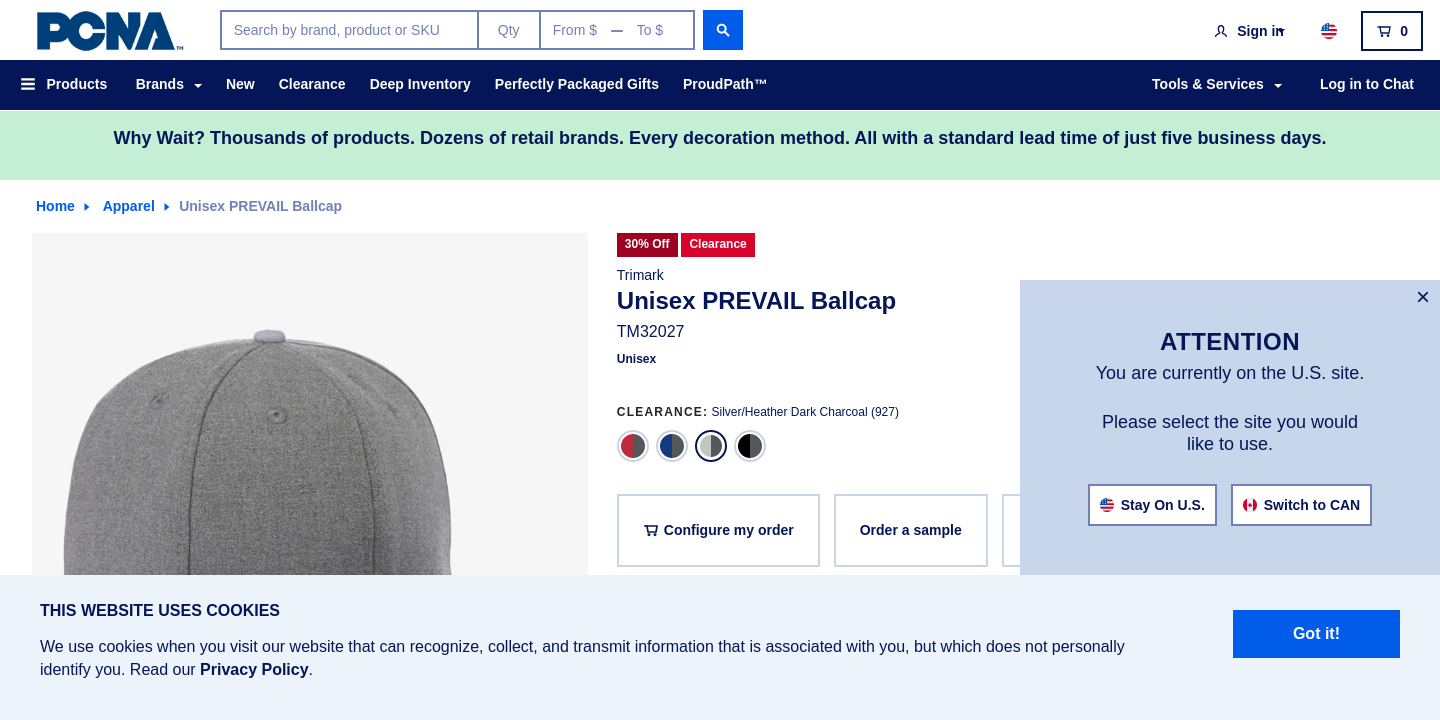 PCNA™
Search by brand, product or SKU
Qty
From $ — To $
Sign in
0
Products
Brands
New
Clearance
Deep Inventory
Perfectly Packaged Gifts
ProudPath™
Tools & Services
Log in to Chat
Why Wait? Thousands of products. Dozens of retail brands. Every decoration method. All with a standard lead time of just five business days.
Home
Apparel
Unisex PREVAIL Ballcap
30% Off
Clearance
Trimark
Unisex PREVAIL Ballcap
TM32027
Unisex
CLEARANCE: Silver/Heather Dark Charcoal (927)
Configure my order
Order a sample
×
ATTENTION
You are currently on the U.S. site.
Please select the site you would
like to use.
Stay On U.S.
Switch to CAN
THIS WEBSITE USES COOKIES
We use cookies when you visit our website that can recognize, collect, and transmit information that is associated with you, but which does not personally
identify you. Read our Privacy Policy.
Got it!